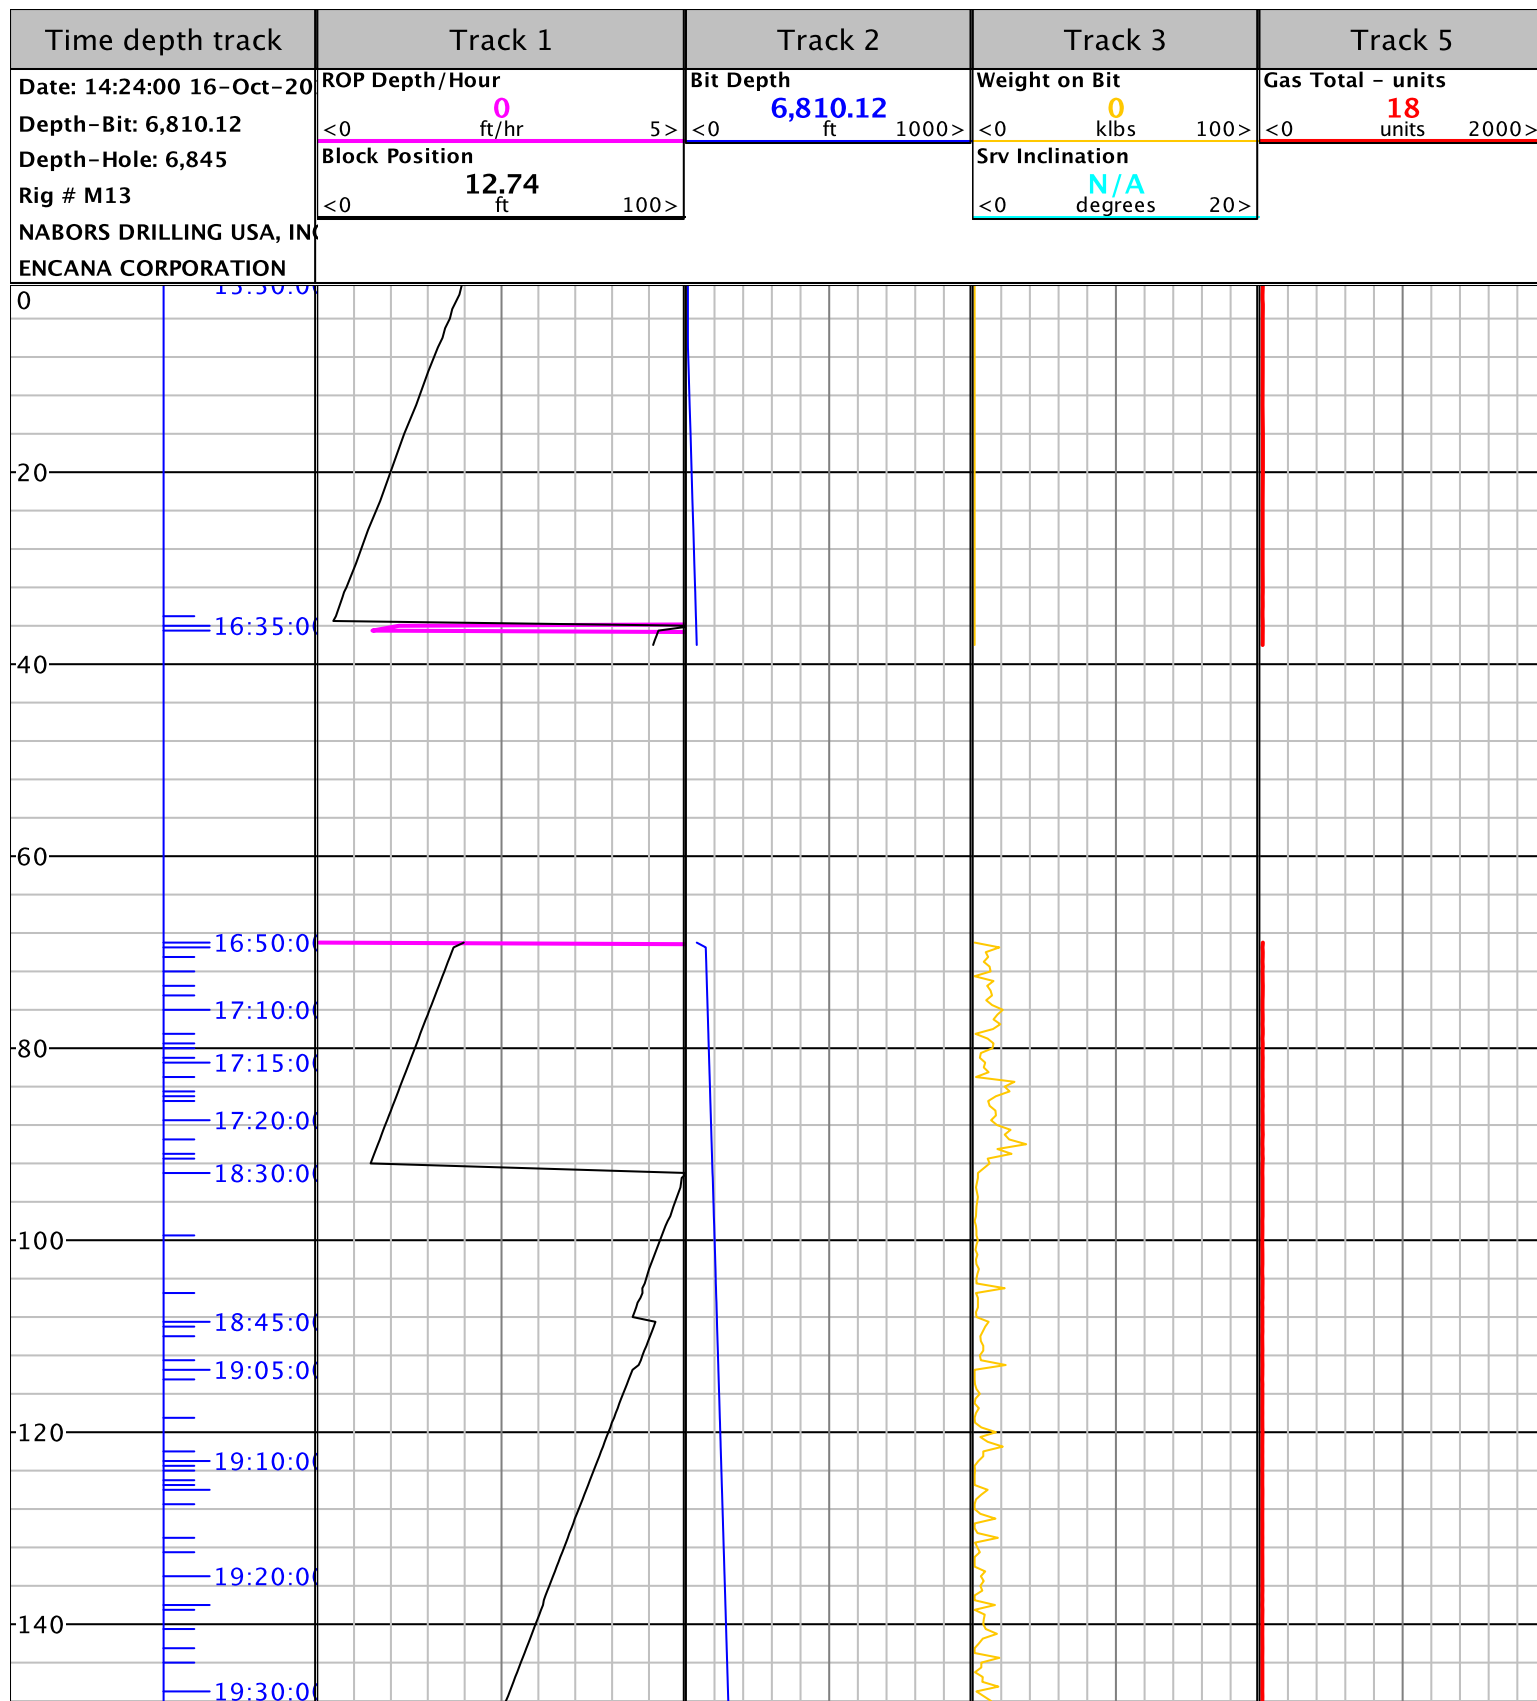 Time depth track
Track 1
Track 2
Track 3
Track 5
Date: 14:24:00 16-Oct-20
Depth-Bit: 6,810.12
Depth-Hole: 6,845
Rig # M13
NABORS DRILLING USA, IN
ENCANA CORPORATION
ROP Depth/Hour
0
<0 ft/hr 5>
Block Position
12.74
<0 ft 100>
Bit Depth
6,810.12
<0 ft 1000>
Weight on Bit
0
<0 klbs 100>
Srv Inclination
N/A
<0 degrees 20>
Gas Total - units
18
<0 units 2000>
0
20
16:35:0
40
60
16:50:0
17:10:0
80
17:15:0
17:20:0
18:30:0
100
18:45:0
19:05:0
120
19:10:0
19:20:0
140
19:30:0